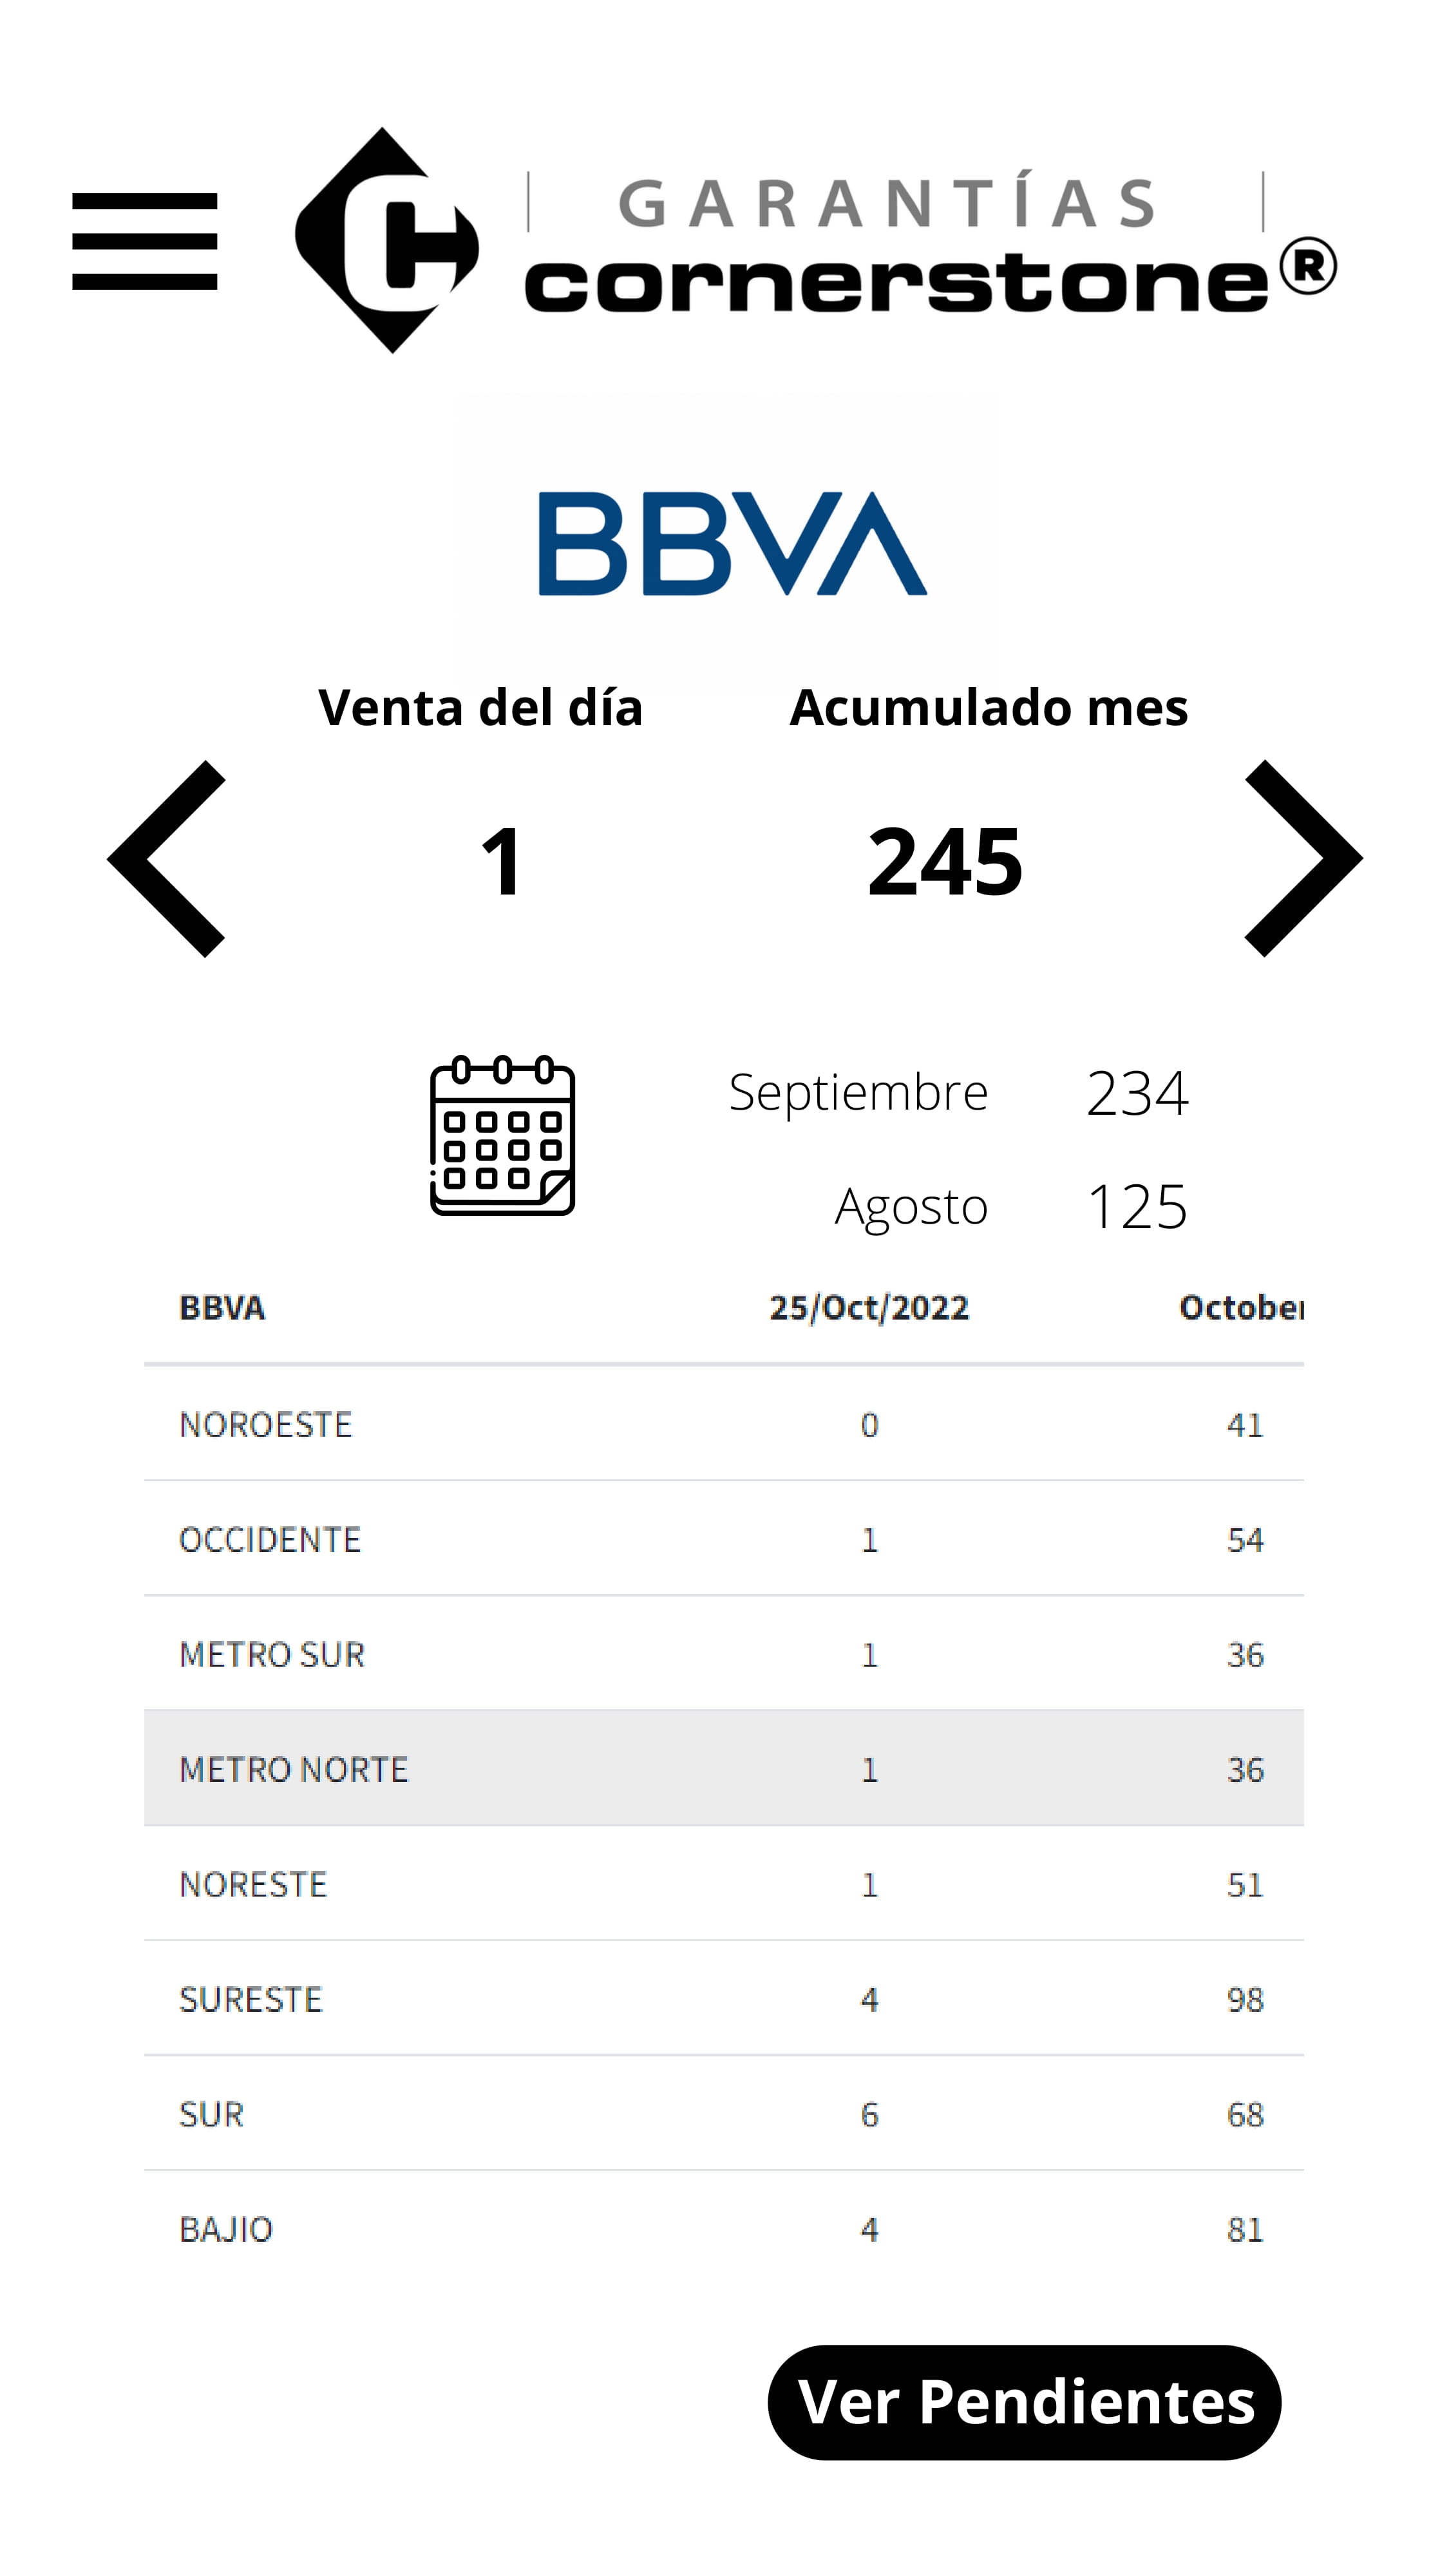 GARANTÍAS
cornerstone®
BBVA
Venta del día Acumulado mes
1 245
Septiembre 234
Agosto 125
BBVA 25/Oct/2022 October
NOROESTE 0 41
OCCIDENTE 1 54
METRO SUR 1 36
METRO NORTE 1 36
NORESTE 1 51
SURESTE 4 98
SUR 6 68
BAJIO 4 81
Ver Pendientes